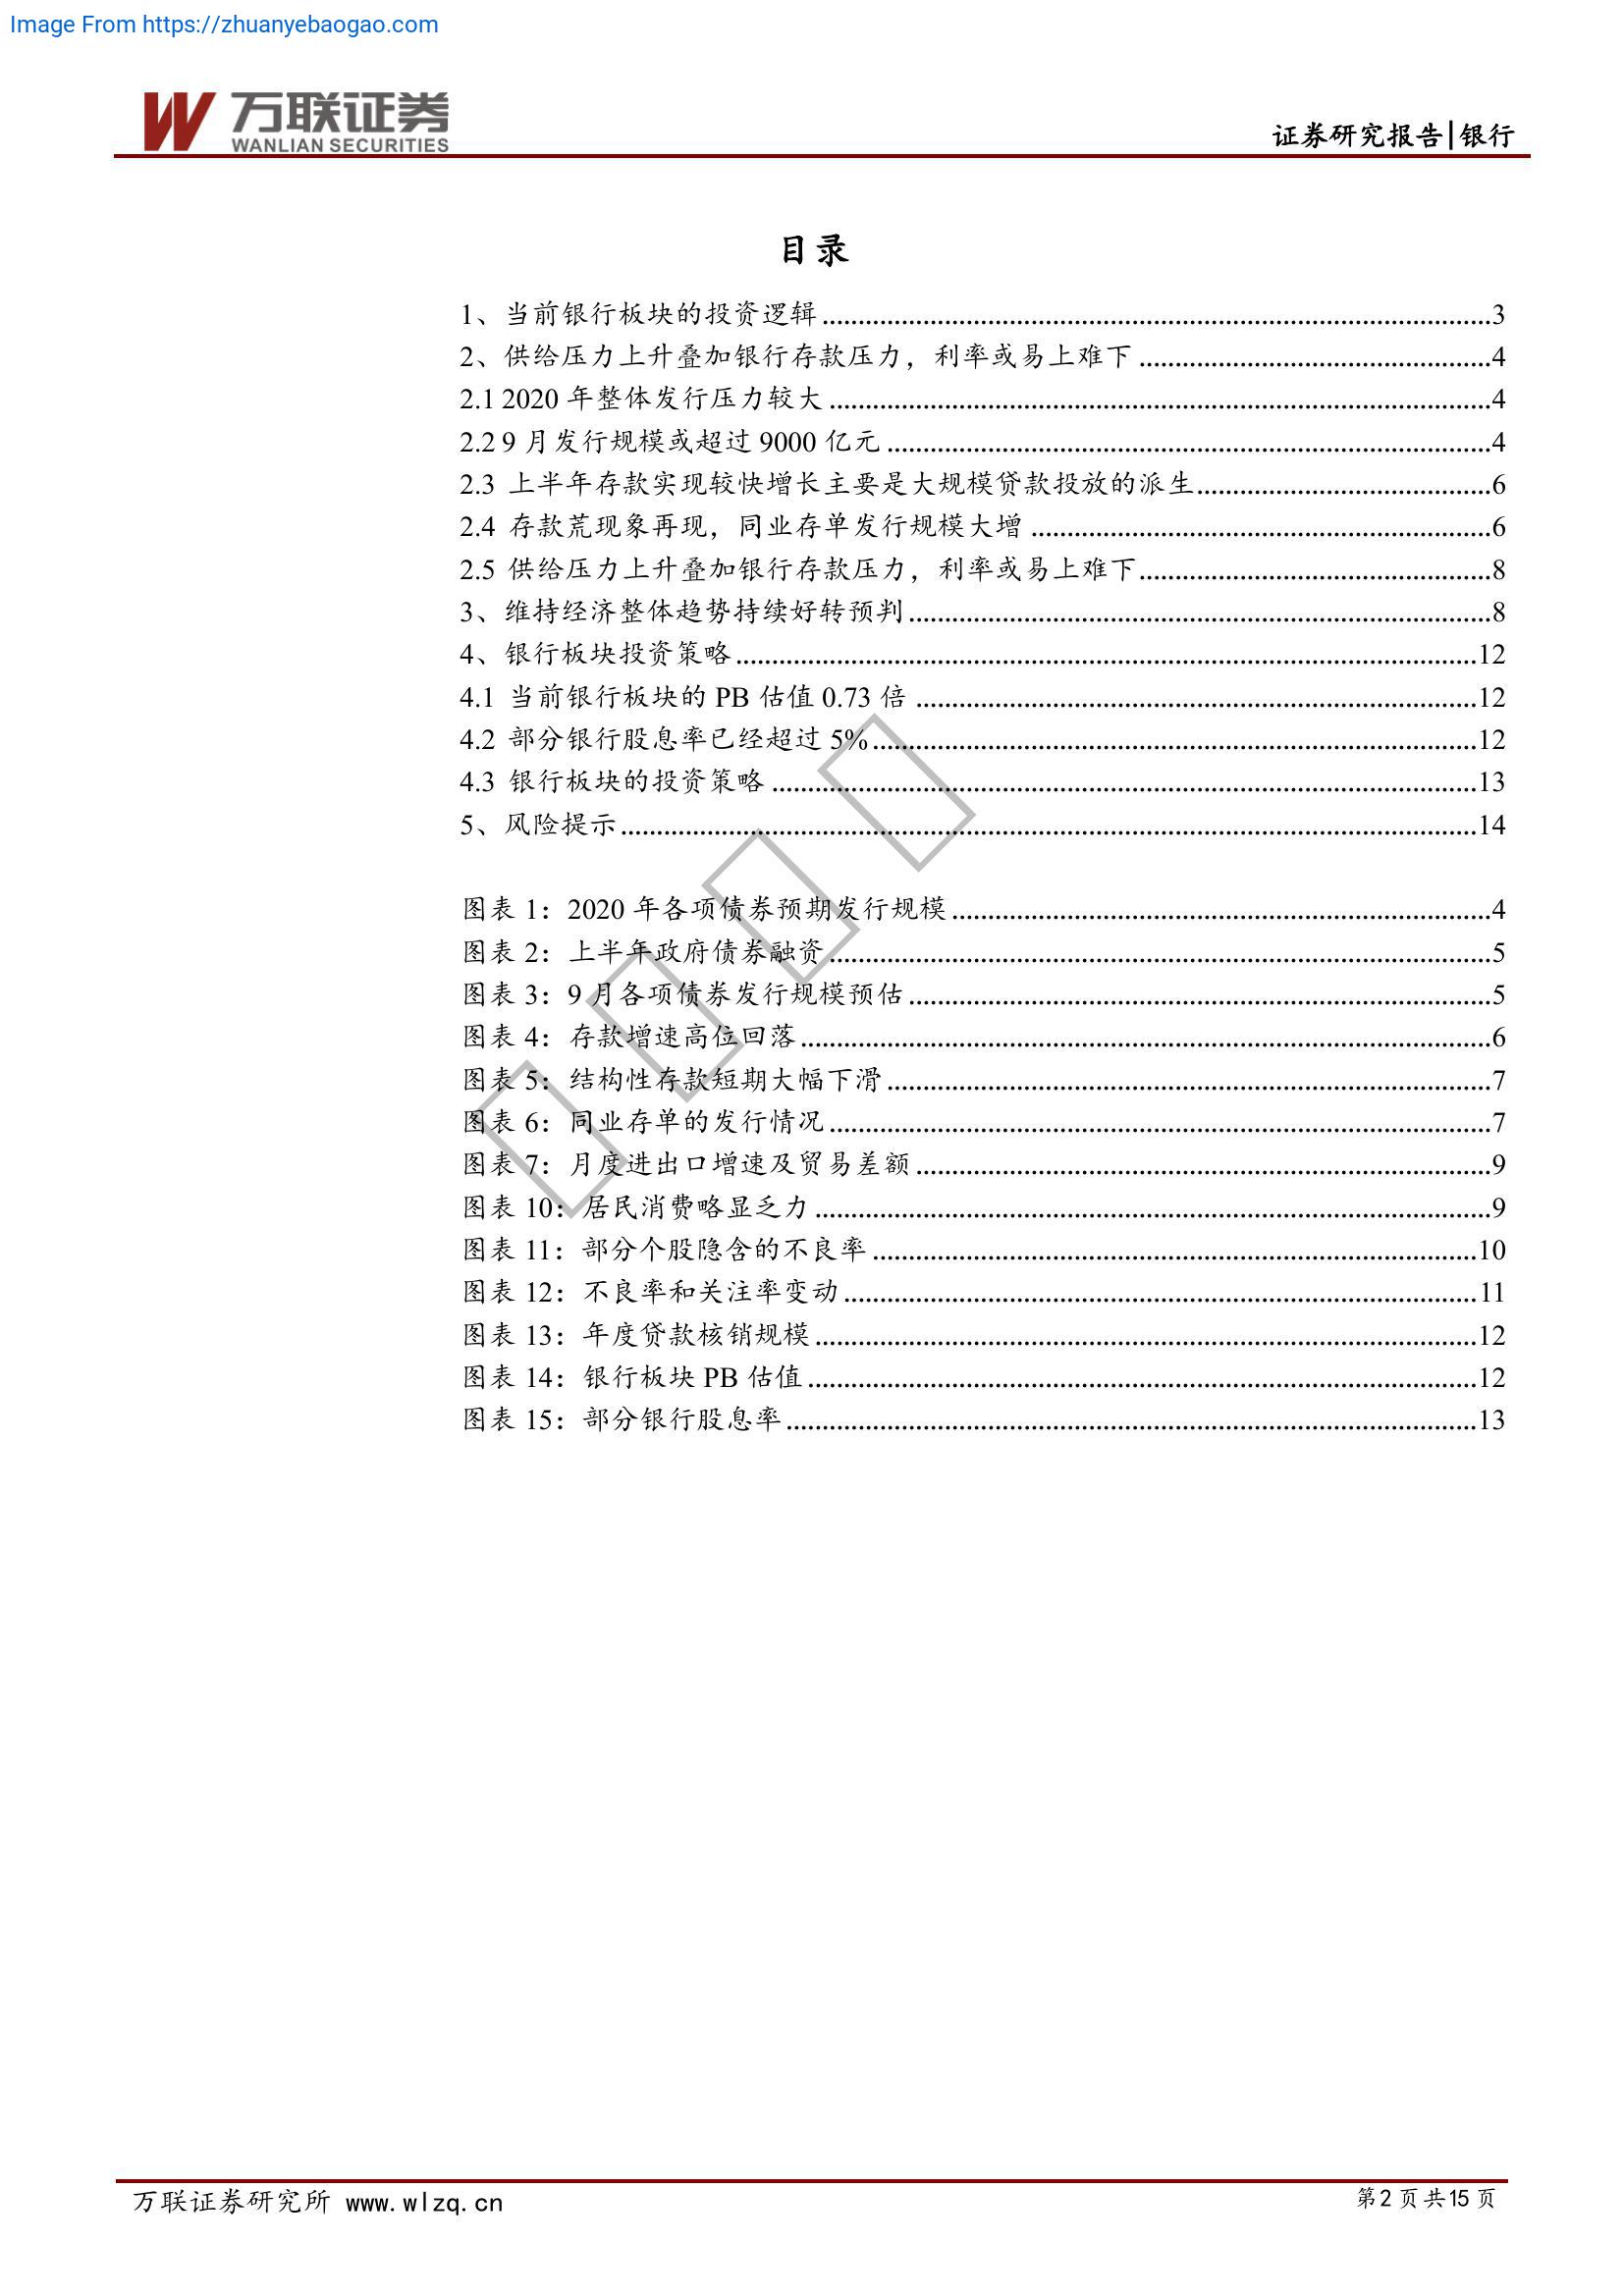 Image From https://zhuanyebaogao.com
万联证券
WANLIAN SECURITIES
证券研究报告|银行
目录
1、当前银行板块的投资逻辑....................3
2、供给压力上升叠加银行存款压力，利率或易上难下....................4
2.1 2020 年整体发行压力较大....................4
2.2 9 月发行规模或超过 9000 亿元....................4
2.3 上半年存款实现较快增长主要是大规模贷款投放的派生....................6
2.4 存款荒现象再现，同业存单发行规模大增....................6
2.5 供给压力上升叠加银行存款压力，利率或易上难下....................8
3、维持经济整体趋势持续好转预判....................8
4、银行板块投资策略....................12
4.1 当前银行板块的 PB 估值 0.73 倍....................12
4.2 部分银行股息率已经超过 5%....................12
4.3 银行板块的投资策略....................13
5、风险提示....................14
图表 1：2020 年各项债券预期发行规模....................4
图表 2：上半年政府债券融资....................5
图表 3：9 月各项债券发行规模预估....................5
图表 4：存款增速高位回落....................6
图表 5：结构性存款短期大幅下滑....................7
图表 6：同业存单的发行情况....................7
图表 7：月度进出口增速及贸易差额....................9
图表 10：居民消费略显乏力....................9
图表 11：部分个股隐含的不良率....................10
图表 12：不良率和关注率变动....................11
图表 13：年度贷款核销规模....................12
图表 14：银行板块 PB 估值....................12
图表 15：部分银行股息率....................13
万联证券研究所 www.wlzq.cn
第2 页 共15 页